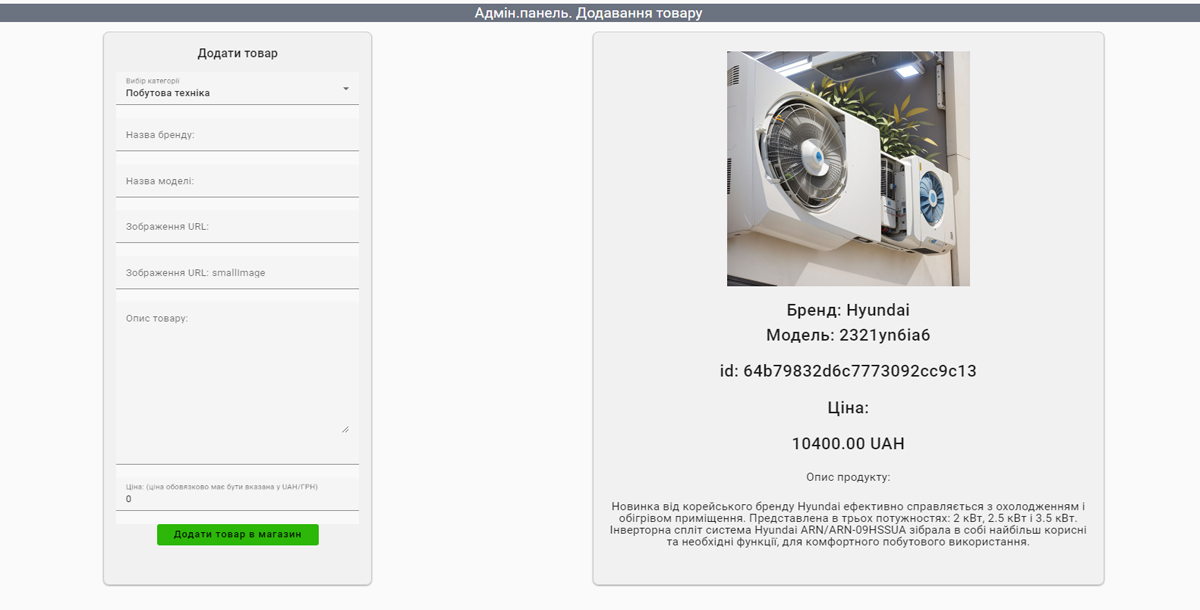 Адмін.панель. Додавання товару
Додати товар
Вибір категорії
Побутова техніка
Назва бренду:
Назва моделі:
Зображення URL:
Зображення URL: smallImage
Опис товару:
Ціна: (ціна обовязково має бути вказана у UAH/ГРН)
0
Додати товар в магазин
Бренд: Hyundai
Модель: 2321yn6ia6
id: 64b79832d6c7773092cc9c13
Ціна:
10400.00 UAH
Опис продукту:
Новинка від корейського бренду Hyundai ефективно справляється з охолодженням і
обігрівом приміщення. Представлена в трьох потужностях: 2 кВт, 2.5 кВт і 3.5 кВт.
Інверторна спліт система Hyundai ARN/ARN-09HSSUA зібрала в собі найбільш корисні
та необхідні функції, для комфортного побутового використання.